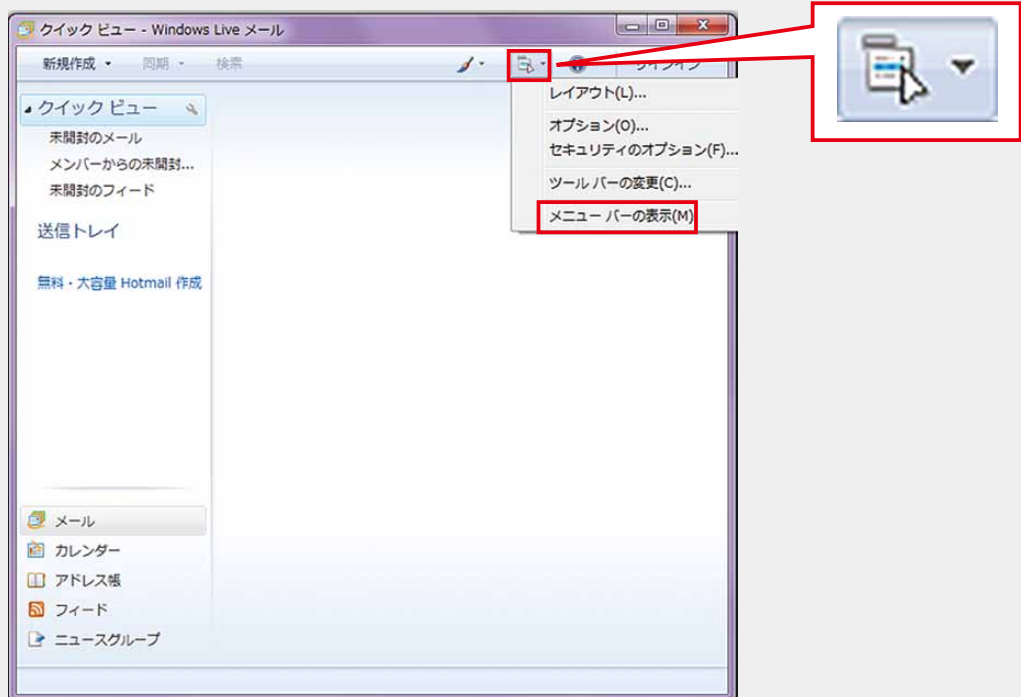 クイック ビュー - Windows Live メール
新規作成
同期
検索
クイック ビュー
未開封のメール
メンバーからの未開封...
未開封のフィード
送信トレイ
無料・大容量 Hotmail 作成
レイアウト(L)...
オプション(O)...
セキュリティのオプション(F)...
ツール バーの変更(C)...
メニュー バーの表示(M)
メール
カレンダー
アドレス帳
フィード
ニュースグループ